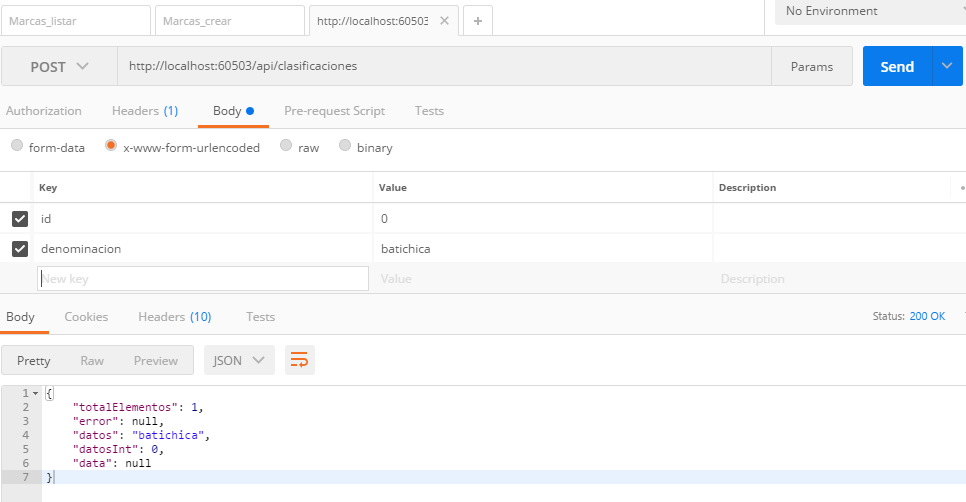 Marcas_listar Marcas_crear http://localhost:60503 No Environment
POST http://localhost:60503/api/clasificaciones Params Send
Authorization Headers (1) Body Pre-request Script Tests
form-data x-www-form-urlencoded raw binary
Key Value Description
id 0
denominacion batichica
New key Value Description
Body Cookies Headers (10) Tests Status: 200 OK
Pretty Raw Preview JSON
1 {
2 "totalElementos": 1,
3 "error": null,
4 "datos": "batichica",
5 "datosInt": 0,
6 "data": null
7 }